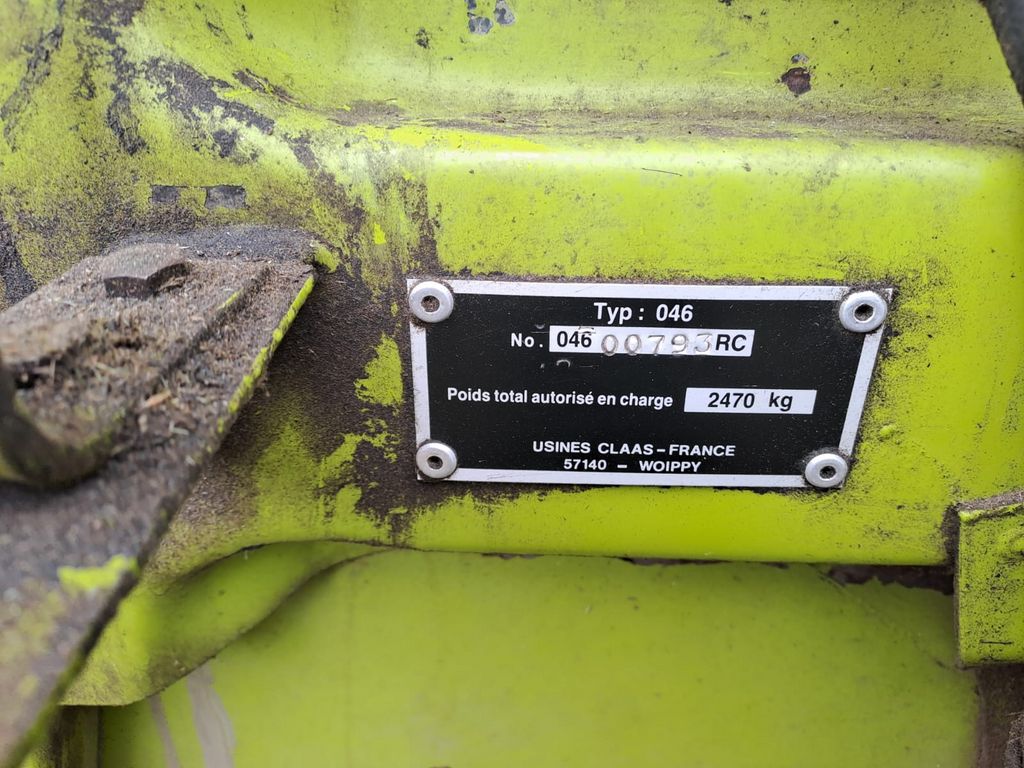 Typ : 046
No. 046 00793 RC
Poids total autorisé en charge 2470 kg
USINES CLAAS – FRANCE
57140 – WOIPPY